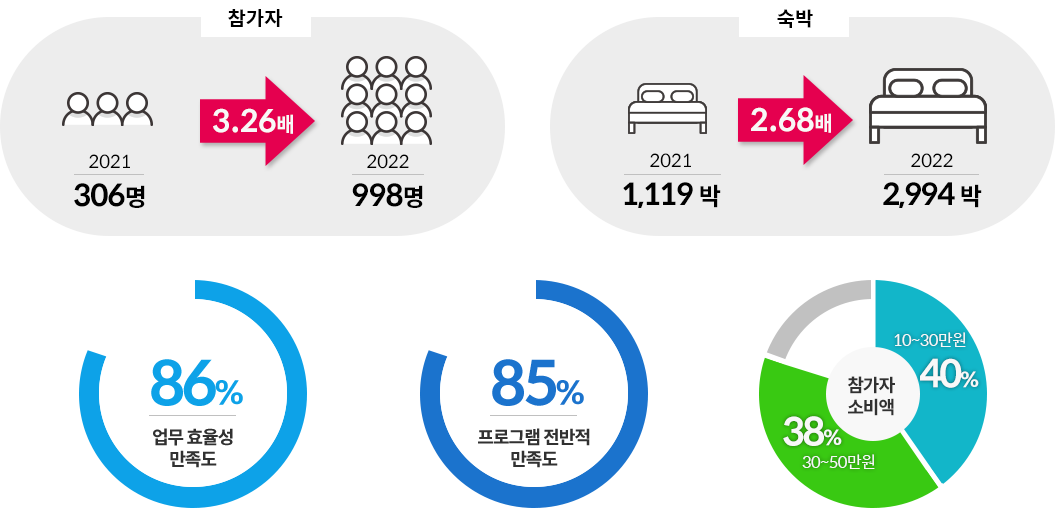 참가자
3.26배
2021
306명
2022
998명
숙박
2.68배
2021
1,119 박
2022
2,994 박
86%
업무 효율성
만족도
85%
프로그램 전반적
만족도
참가자
소비액
10~30만원
40%
38%
30~50만원